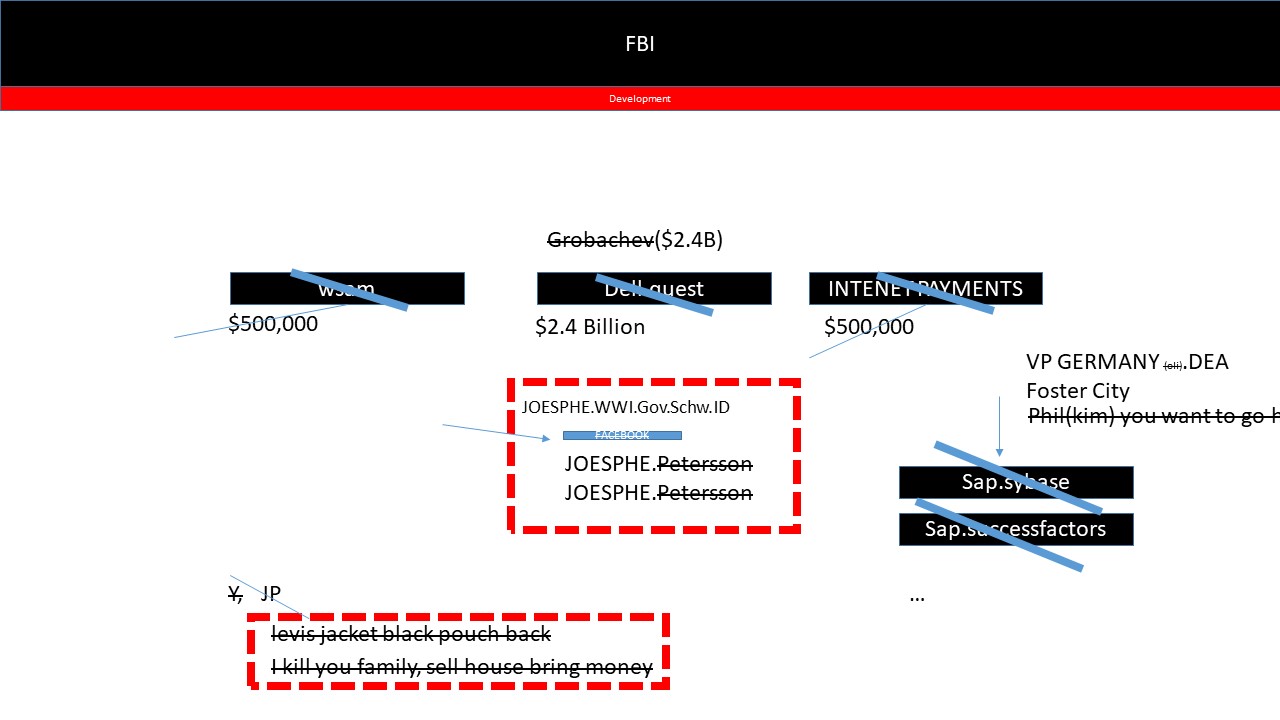 FBI
Development
Grobachev($2.4B)
wsam
Dell quest
INTENET PAYMENTS
$500,000
$2.4 Billion
$500,000
VP GERMANY (oli).DEA
Foster City
Phil(kim) you want to go h
JOESPHE.WWI.Gov.Schw.ID
FACEBOOK
JOESPHE.Petersson
JOESPHE.Petersson
Sap.sybase
Sap.successfactors
Y, JP
...
levis jacket black pouch back
I kill you family, sell house bring money